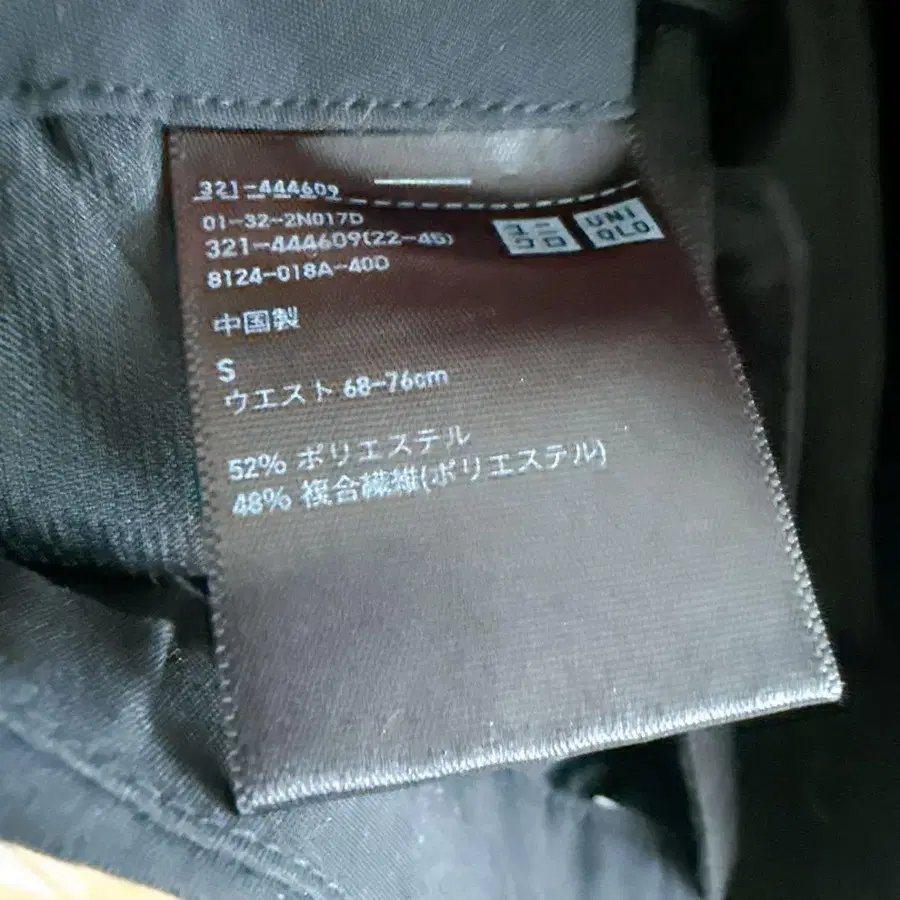 321-444609
01-32-2N017D
321-444609(22-45)
8124-018A-40D
ユニ
クロ
UNI
QLO
中国製
S
ウエスト 68-76cm
52% ポリエステル
48% 複合繊維(ポリエステル)